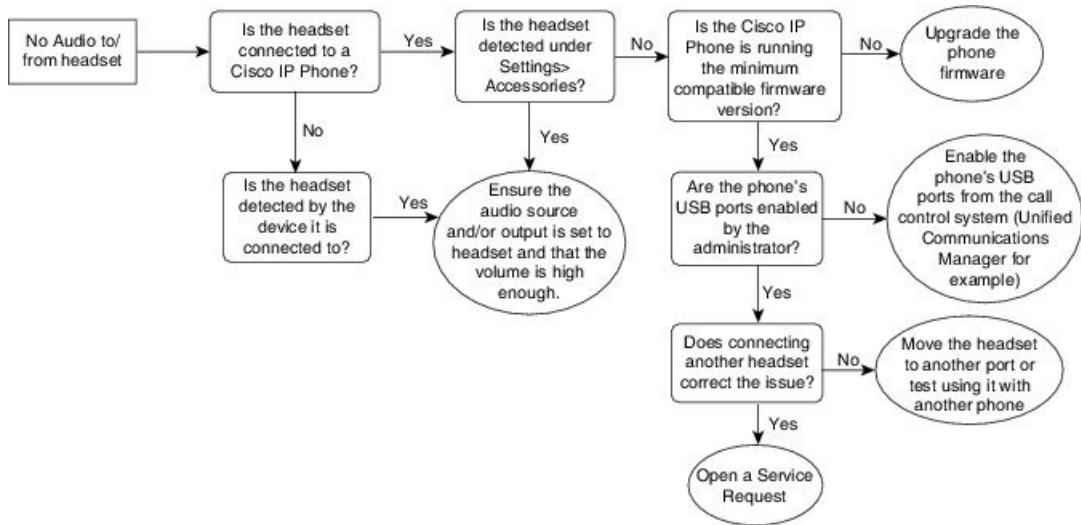 No Audio to/
from headset
Is the headset
connected to a
Cisco IP Phone?
Yes
Is the headset
detected under
Settings>
Accessories?
No
Is the Cisco IP
Phone is running
the minimum
compatible firmware
version?
No
Upgrade the
phone
firmware
No
Yes
Yes
Is the headset
detected by the
device it is
connected to?
Yes
Ensure the
audio source
and/or output is set to
headset and that the
volume is high
enough.
Are the phone's
USB ports enabled
by the
administrator?
No
Enable the
phone's USB
ports from the call
control system (Unified
Communications
Manager for
example)
Yes
Does connecting
another headset
correct the issue?
No
Move the headset
to another port or
test using it with
another phone
Yes
Open a Service
Request